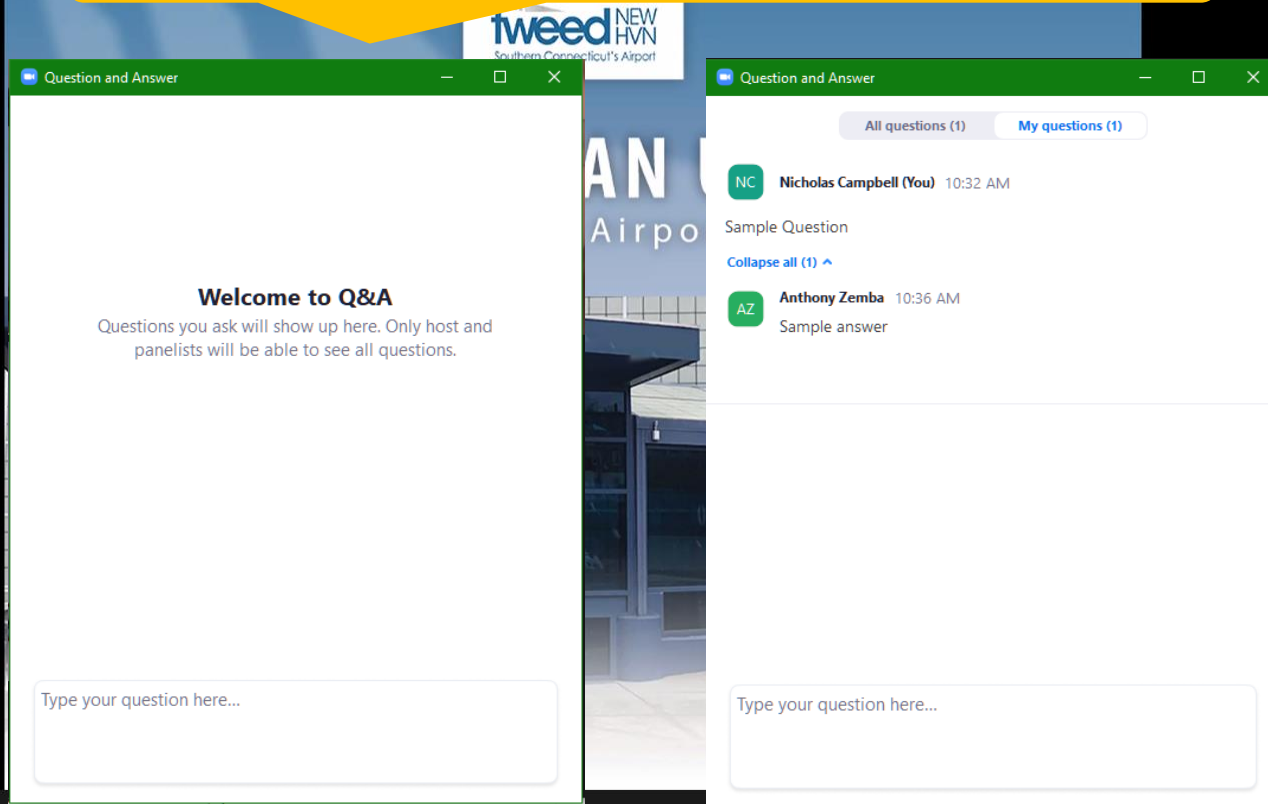 tweed NEW HVN
Southern Connecticut's Airport
Question and Answer
Welcome to Q&A
Questions you ask will show up here. Only host and
panelists will be able to see all questions.
Type your question here...
AN
Airpo
Question and Answer
All questions (1)
My questions (1)
NC
Nicholas Campbell (You) 10:32 AM
Sample Question
Collapse all (1)
AZ
Anthony Zemba 10:36 AM
Sample answer
Type your question here...